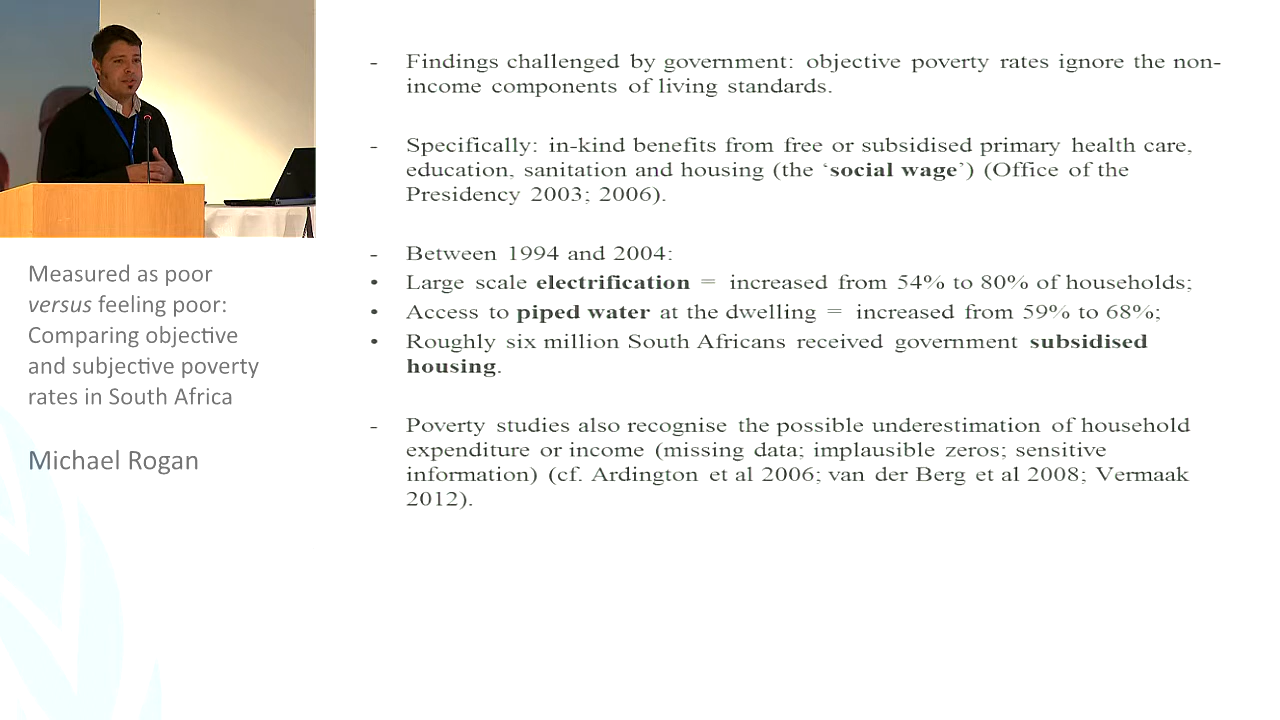 Measured as poor
versus feeling poor:
Comparing objective
and subjective poverty
rates in South Africa
Michael Rogan
- Findings challenged by government: objective poverty rates ignore the non-
income components of living standards.
- Specifically: in-kind benefits from free or subsidised primary health care,
education, sanitation and housing (the ‘social wage’) (Office of the
Presidency 2003; 2006).
- Between 1994 and 2004:
• Large scale electrification = increased from 54% to 80% of households;
• Access to piped water at the dwelling = increased from 59% to 68%;
• Roughly six million South Africans received government subsidised
housing.
- Poverty studies also recognise the possible underestimation of household
expenditure or income (missing data; implausible zeros; sensitive
information) (cf. Ardington et al 2006; van der Berg et al 2008; Vermaak
2012).